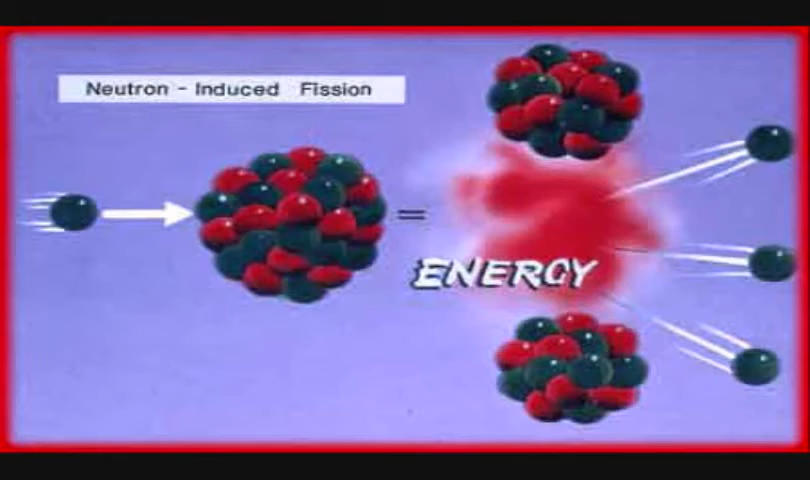 Neutron - Induced Fission
=
ENERGY